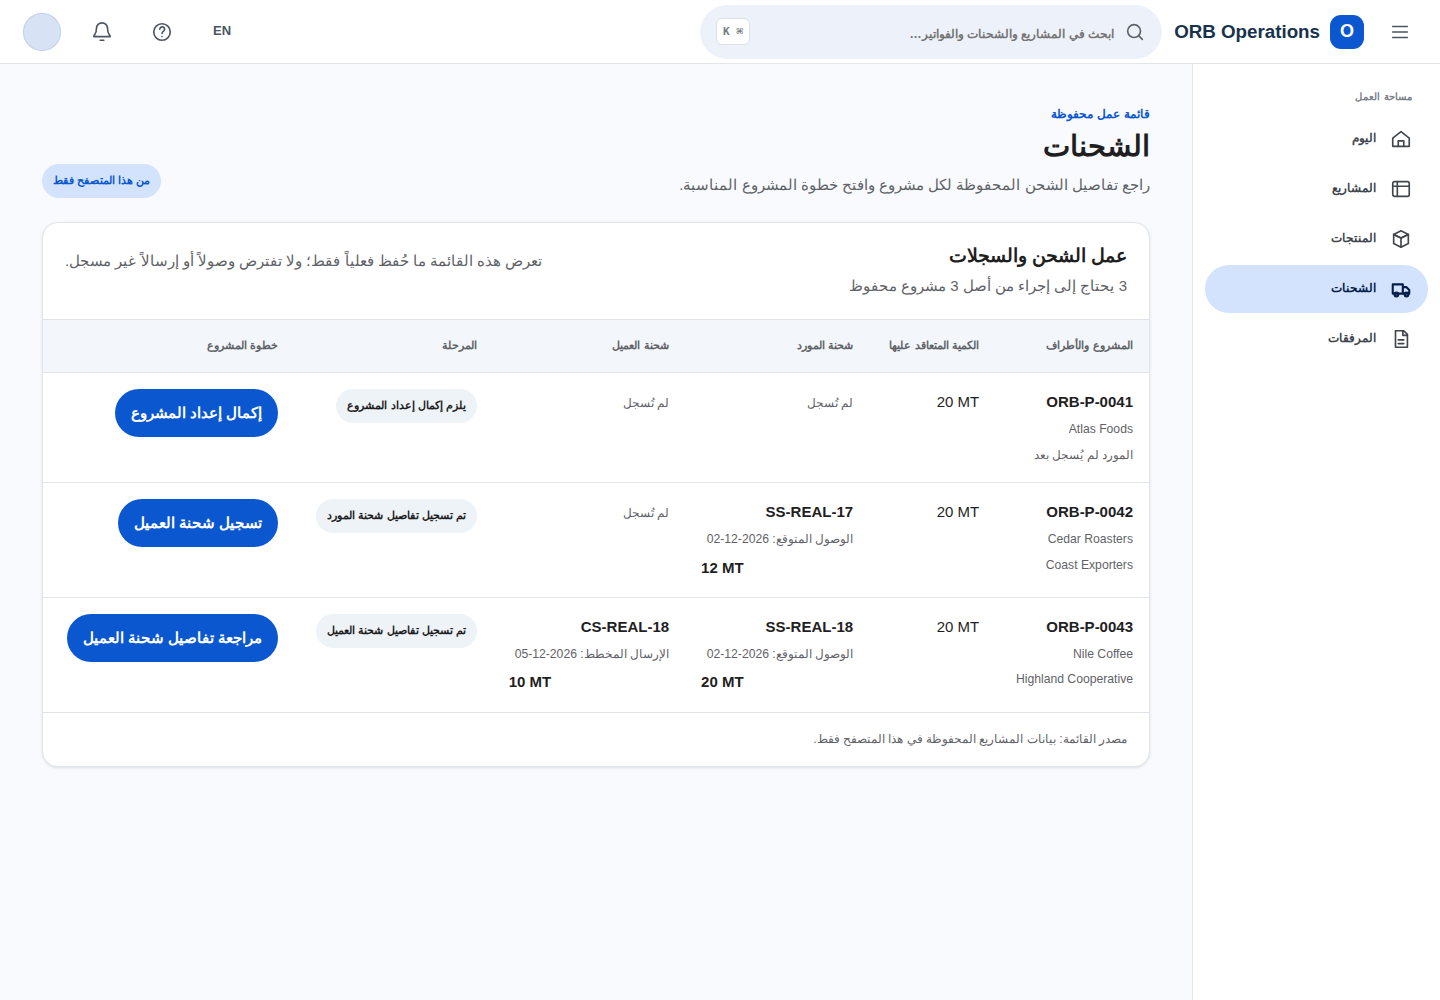 ORB Operations
O
ابحث في المشاريع والشحنات والفواتير...
⌘ K
EN
مساحة العمل
اليوم
المشاريع
المنتجات
الشحنات
المرفقات
قائمة عمل محفوظة
الشحنات
راجع تفاصيل الشحن المحفوظة لكل مشروع وافتح خطوة المشروع المناسبة.
من هذا المتصفح فقط
عمل الشحن والسجلات
3 يحتاج إلى إجراء من أصل 3 مشروع محفوظ
تعرض هذه القائمة ما حُفظ فعلياً فقط؛ ولا تفترض وصولاً أو إرسالاً غير مسجل.
المشروع والأطراف
الكمية المتعاقد عليها
شحنة المورد
شحنة العميل
المرحلة
خطوة المشروع
ORB-P-0041
Atlas Foods
المورد لم يُسجل بعد
20 MT
لم تُسجل
لم تُسجل
يلزم إكمال إعداد المشروع
إكمال إعداد المشروع
ORB-P-0042
Cedar Roasters
Coast Exporters
20 MT
SS-REAL-17
الوصول المتوقع: 2026-12-02
12 MT
لم تُسجل
تم تسجيل تفاصيل شحنة المورد
تسجيل شحنة العميل
ORB-P-0043
Nile Coffee
Highland Cooperative
20 MT
SS-REAL-18
الوصول المتوقع: 2026-12-02
20 MT
CS-REAL-18
الإرسال المخطط: 2026-12-05
10 MT
تم تسجيل تفاصيل شحنة العميل
مراجعة تفاصيل شحنة العميل
مصدر القائمة: بيانات المشاريع المحفوظة في هذا المتصفح فقط.